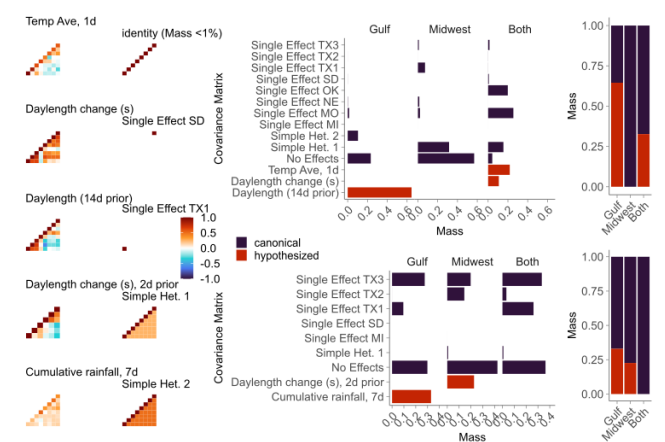 Temp Ave, 1d
identity (Mass <1%)
Daylength change (s)
Single Effect SD
Daylength (14d prior)
Single Effect TX1
1.0
0.5
0.0
-0.5
-1.0
Daylength change (s), 2d prior
Simple Het. 1
Cumulative rainfall, 7d
Simple Het. 2
Gulf Midwest Both
Covariance Matrix
Single Effect TX3
Single Effect TX2
Single Effect TX1
Single Effect SD
Single Effect OK
Single Effect NE
Single Effect MO
Single Effect MI
Simple Het. 2
Simple Het. 1
No Effects
Temp Ave, 1d
Daylength change (s)
Daylength (14d prior)
0.0 0.2 0.4 0.6 0.0 0.2 0.4 0.6 0.0 0.2 0.4 0.6
Mass
canonical
hypothesized
Gulf Midwest Both
Covariance Matrix
Single Effect TX3
Single Effect TX2
Single Effect TX1
Single Effect SD
Single Effect MI
Simple Het. 1
No Effects
Daylength change (s), 2d prior
Cumulative rainfall, 7d
0.0 0.1 0.2 0.3 0.4 0.0 0.1 0.2 0.3 0.4 0.0 0.1 0.2 0.3 0.4
Mass
1.00
0.75
0.50
0.25
0.00
Mass
Gulf
Midwest
Both
1.00
0.75
0.50
0.25
0.00
Mass
Gulf
Midwest
Both